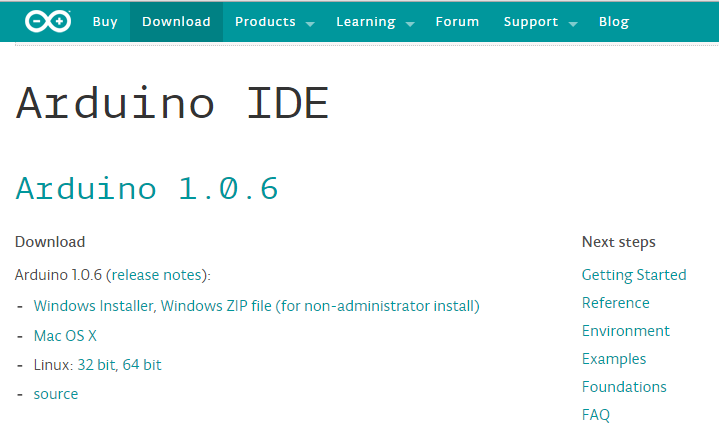 Buy Download Products Learning Forum Support Blog
Arduino IDE
Arduino 1.0.6
Download
Arduino 1.0.6 (release notes):
- Windows Installer, Windows ZIP file (for non-administrator install)
- Mac OS X
- Linux: 32 bit, 64 bit
- source
Next steps
Getting Started
Reference
Environment
Examples
Foundations
FAQ